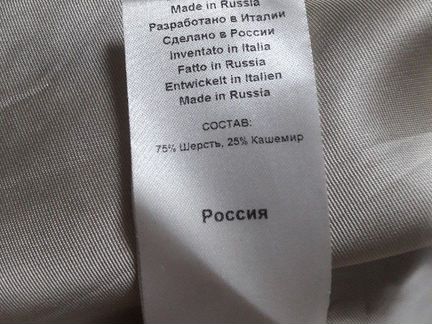 Made in Russia
Разработано в Италии
Сделано в России
Inventato in Italia
Fatto in Russia
Entwickelt in Italien
Made in Russia
СОСТАВ:
75% Шерсть, 25% Кашемир
Россия